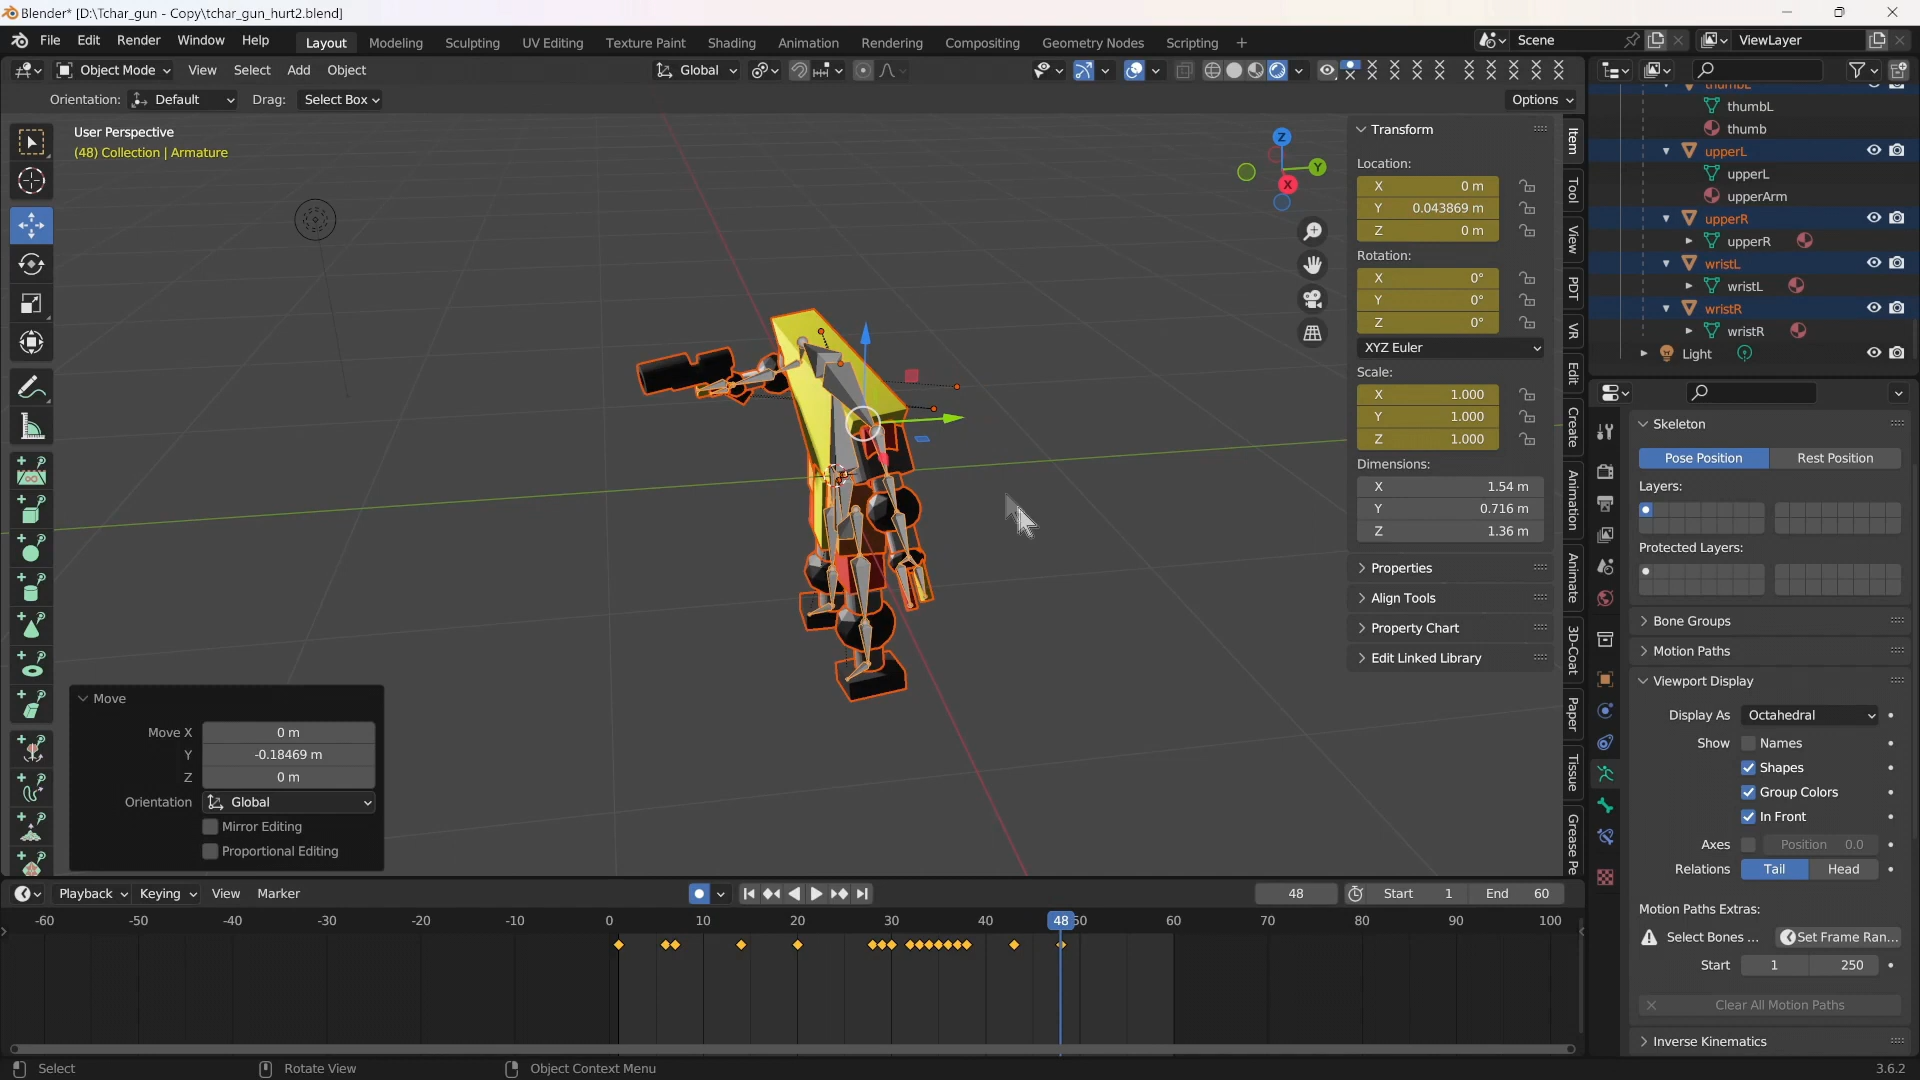 Blender* [D:\Tchar_gun - Copy\tchar_gun_hurt2.blend]
File Edit Render Window Help Layout Modeling Sculpting UV Editing Texture Paint Shading Animation Rendering Compositing Geometry Nodes Scripting + Scene ViewLayer
Object Mode View Select Add Object Global
Orientation: Default Drag: Select Box Options
User Perspective
(48) Collection | Armature
Z
Y
X
Transform
Location:
X 0 m
Y 0.043869 m
Z 0 m
Rotation:
X 0°
Y 0°
Z 0°
XYZ Euler
Scale:
X 1.000
Y 1.000
Z 1.000
Dimensions:
X 1.54 m
Y 0.716 m
Z 1.36 m
Properties
Align Tools
Property Chart
Edit Linked Library
Item
Tool
View
PDT
VR
Edit
Create
Animation
Animate
3D-Coat
Paper
Tissue
Grease Pe
thumbL
thumbL
thumb
upperL
upperL
upperArm
upperR
upperR
wristL
wristL
wristR
wristR
Light
Skeleton
Pose Position Rest Position
Layers:
Protected Layers:
Bone Groups
Motion Paths
Viewport Display
Display As Octahedral
Show Names
Shapes
Group Colors
In Front
Axes Position 0.0
Relations Tail Head
Motion Paths Extras:
Select Bones ... Set Frame Ran...
Start 1 250
Clear All Motion Paths
Inverse Kinematics
Move
Move X 0 m
Y -0.18469 m
Z 0 m
Orientation Global
Mirror Editing
Proportional Editing
Playback Keying View Marker 48 Start 1 End 60
-60 -50 -40 -30 -20 -10 0 10 20 30 40 48 50 60 70 80 90 100
Select Rotate View Object Context Menu 3.6.2